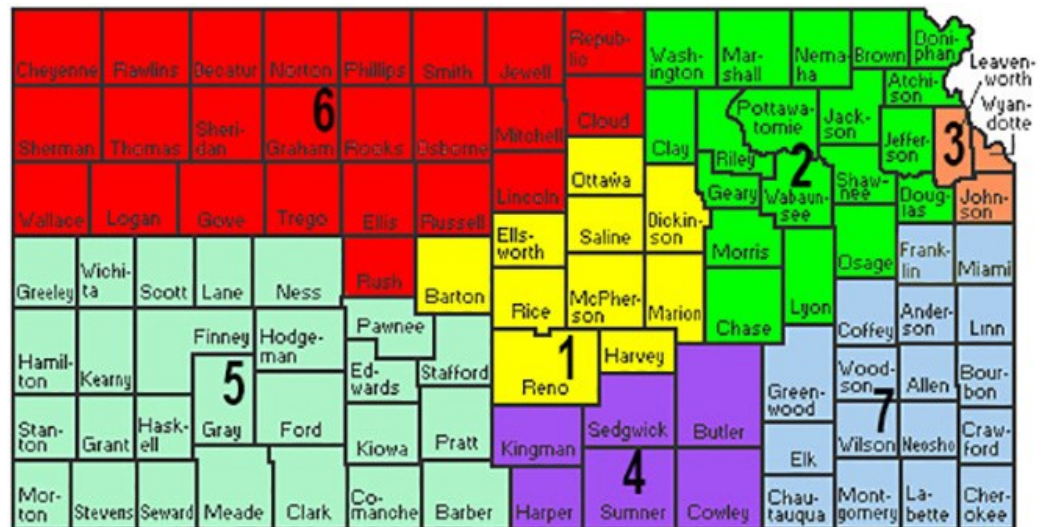 Cheyenne
Rawlins
Decatur
Norton
Phillips
Smith
Jewell
Repub-
lic
Wash-
ington
Mar-
shall
Nema-
ha
Brown
Doni-
phan
Leaven-
worth
Atchi-
son
Wyan-
dotte
Sherman
Thomas
Sheri-
dan
6
Graham
Rooks
Osborne
Mitchell
Cloud
Clay
Riley
Pottawa-
tomie
Jack-
son
Jeffer-
son
3
Wallace
Logan
Gove
Trego
Ellis
Russell
Lincoln
Ottawa
Dickin-
son
Geary
2
Wabaun-
see
Shaw-
nee
Doug-
las
John-
son
Ells-
worth
Saline
Morris
Osage
Frank-
lin
Miami
Greeley
Wichi-
ta
Scott
Lane
Ness
Rush
Barton
Rice
McPher-
son
Marion
Chase
Lyon
Coffey
Ander-
son
Linn
Hamil-
ton
Kearny
Finney
Hodge-
man
Pawnee
Ed-
wards
Stafford
1
Reno
Harvey
Green-
wood
Wood-
son
Allen
Bour-
bon
5
Stan-
ton
Grant
Hask-
ell
Gray
Ford
Kiowa
Pratt
Kingman
Sedgwick
Butler
Elk
7
Wilson
Neosho
Craw-
ford
Mor-
ton
Stevens
Seward
Meade
Clark
Co-
manche
Barber
Harper
4
Sumner
Cowley
Chau-
tauqua
Mont-
gomery
La-
bette
Cher-
okee